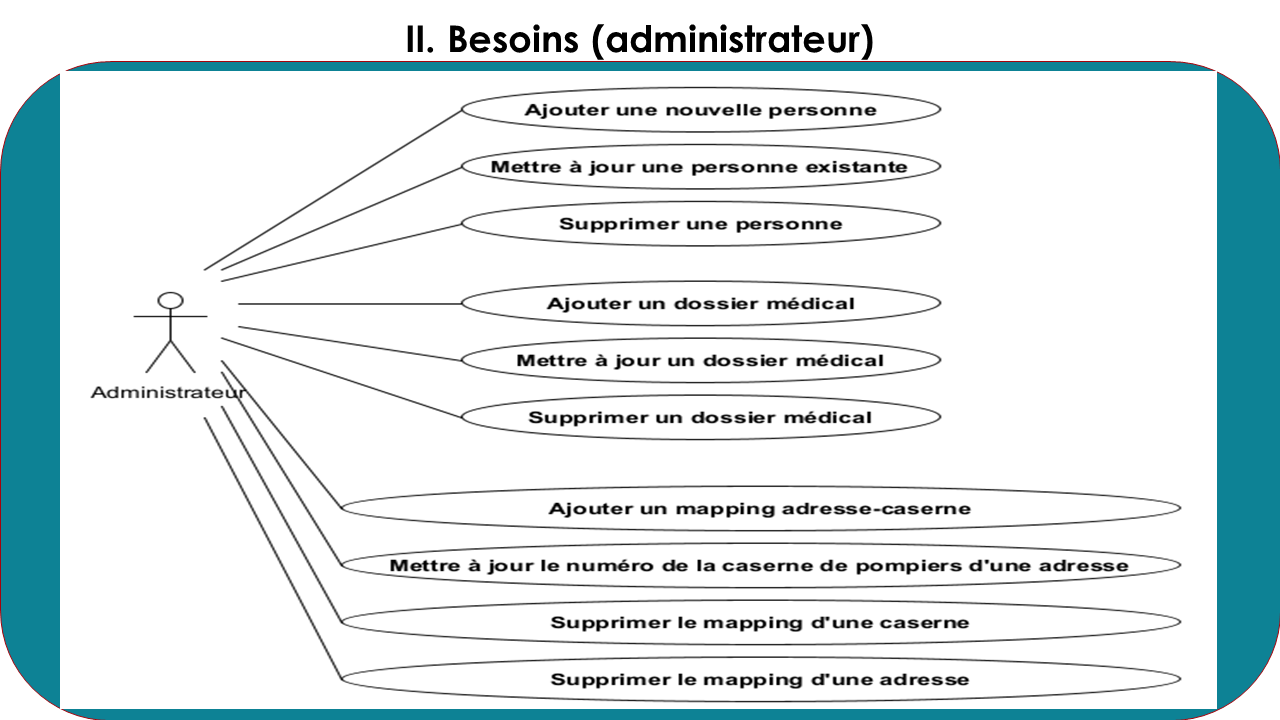 II. Besoins (administrateur)
Ajouter une nouvelle personne
Mettre à jour une personne existante
Supprimer une personne
Ajouter un dossier médical
Mettre à jour un dossier médical
Administrateur
Supprimer un dossier médical
Ajouter un mapping adresse-caserne
Mettre à jour le numéro de la caserne de pompiers d'une adresse
Supprimer le mapping d'une caserne
Supprimer le mapping d'une adresse